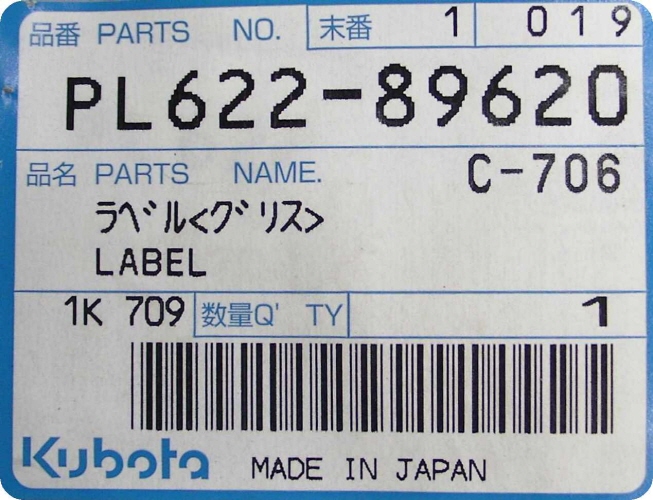 品番 PARTS NO. 末番 1 019
PL622-89620
品名 PARTS NAME. C-706
ラベル<グリス>
LABEL
1K 709 数量Q'TY 1
Kubota MADE IN JAPAN